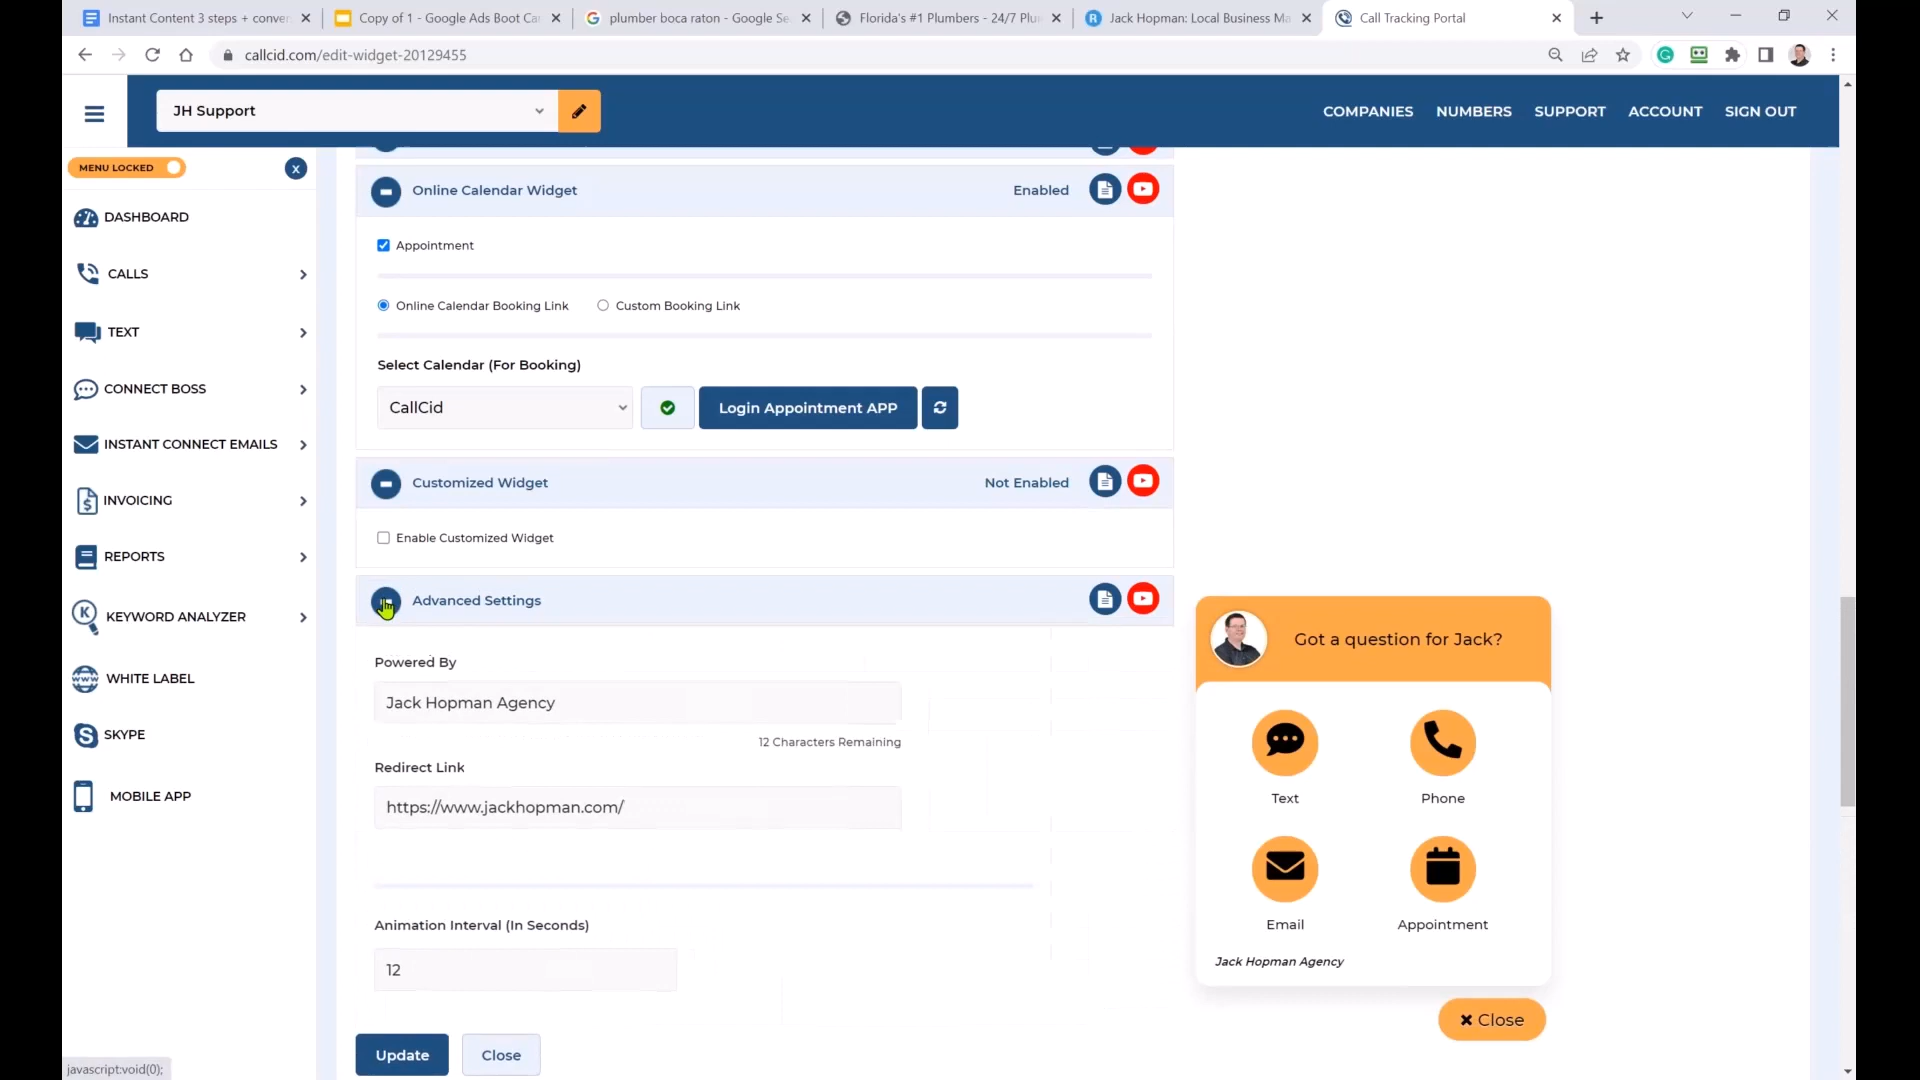 Instant Content 3 steps + conver
Copy of 1 - Google Ads Boot Ca
plumber boca raton - Google Se
Florida's #1 Plumbers - 24/7 Plu
Jack Hopman: Local Business Ma
Call Tracking Portal
callcid.com/edit-widget-20129455
JH Support
COMPANIES
NUMBERS
SUPPORT
ACCOUNT
SIGN OUT
MENU LOCKED
X
DASHBOARD
CALLS
TEXT
CONNECT BOSS
INSTANT CONNECT EMAILS
INVOICING
REPORTS
KEYWORD ANALYZER
WHITE LABEL
SKYPE
MOBILE APP
Online Calendar Widget
Enabled
Appointment
Online Calendar Booking Link
Custom Booking Link
Select Calendar (For Booking)
CallCid
Login Appointment APP
Customized Widget
Not Enabled
Enable Customized Widget
Advanced Settings
Powered By
Jack Hopman Agency
12 Characters Remaining
Redirect Link
https://www.jackhopman.com/
Animation Interval (In Seconds)
12
Update
Close
Got a question for Jack?
Text
Phone
Email
Appointment
Jack Hopman Agency
Close
javascript:void(0);